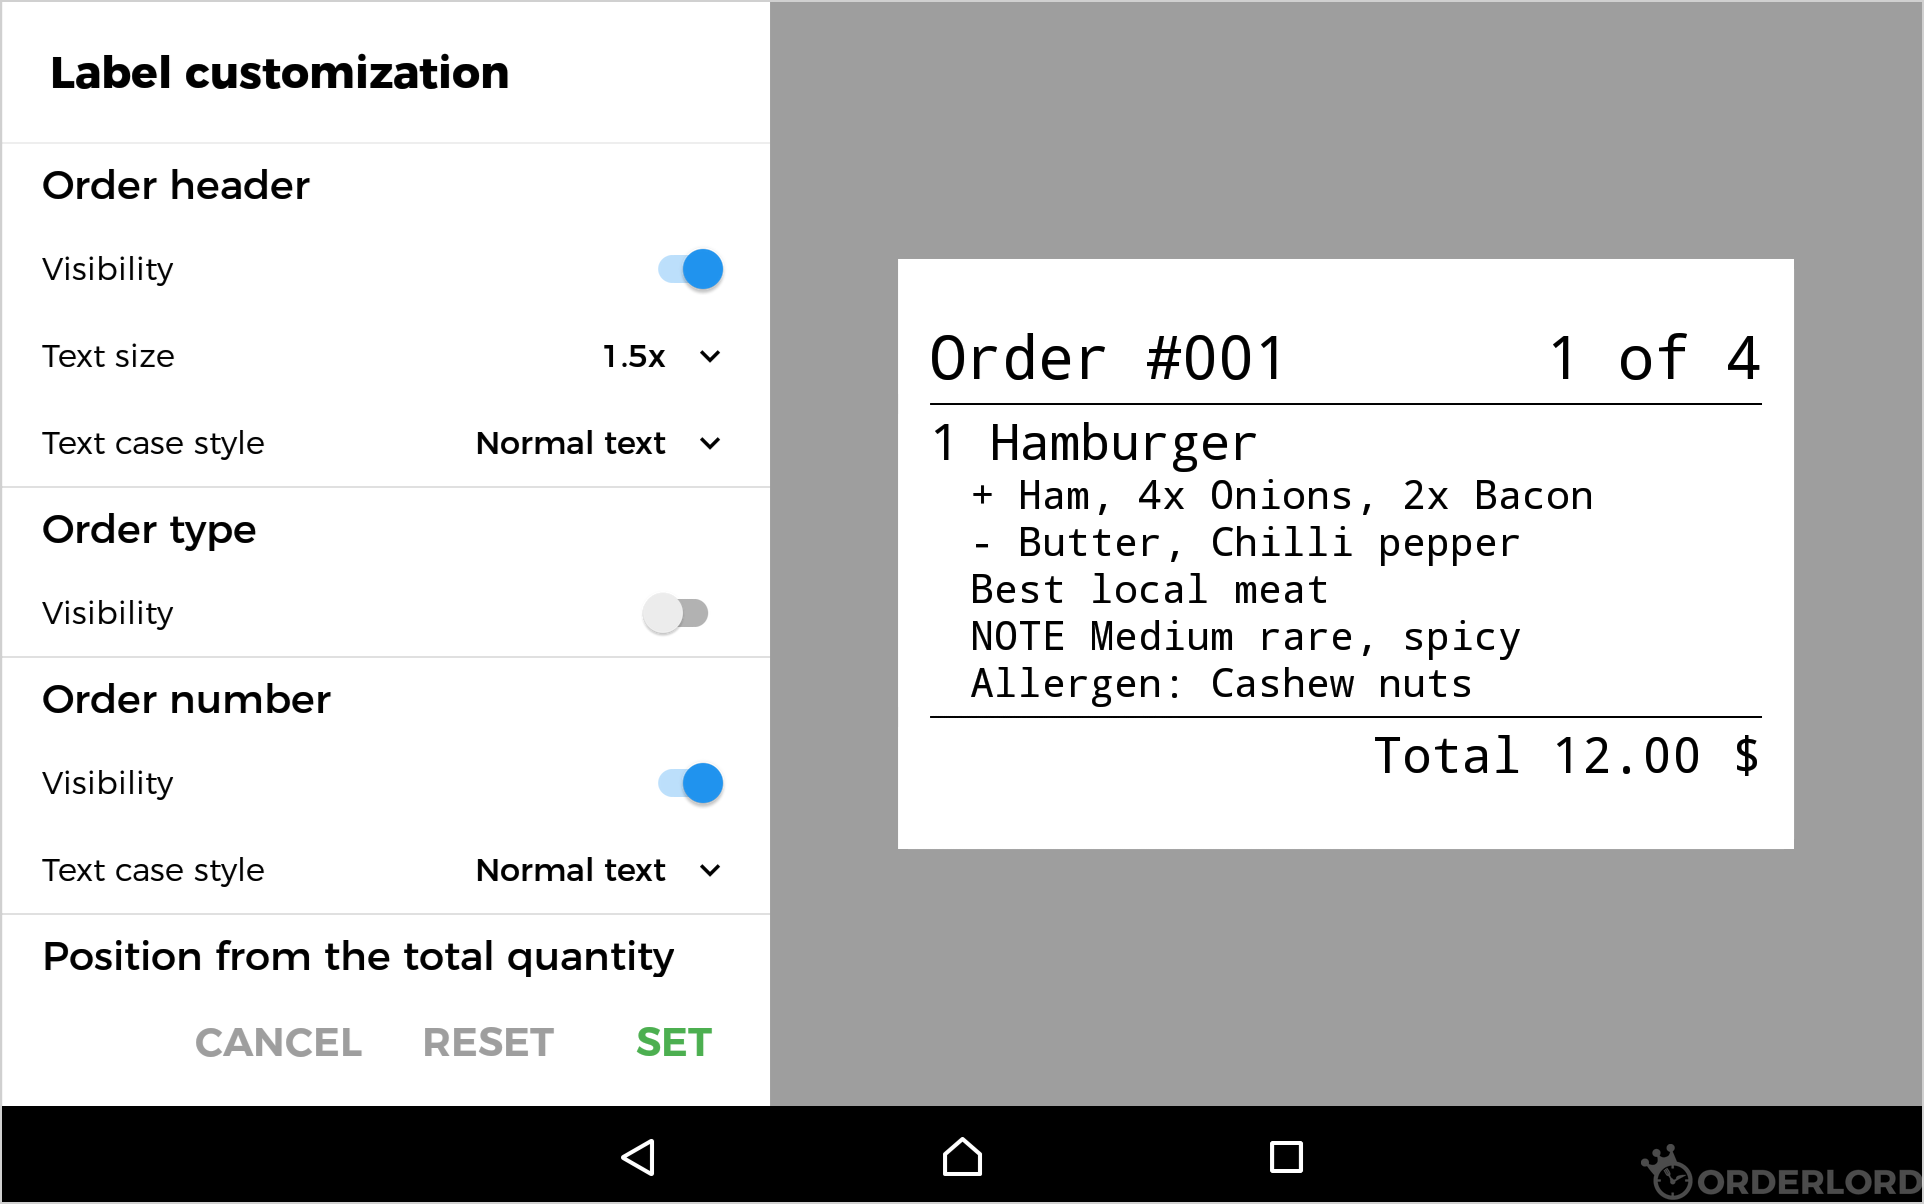 Label customization
Order header
Visibility
Text size 1.5x
Text case style Normal text
Order type
Visibility
Order number
Visibility
Text case style Normal text
Position from the total quantity
CANCEL RESET SET
Order #001 1 of 4
1 Hamburger
+ Ham, 4x Onions, 2x Bacon
- Butter, Chilli pepper
Best local meat
NOTE Medium rare, spicy
Allergen: Cashew nuts
Total 12.00 $
ORDERLORD